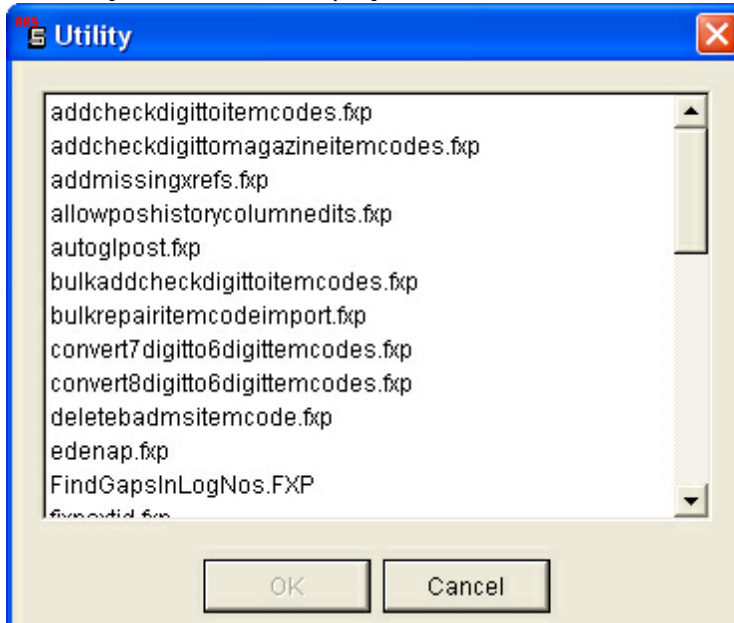 Utility
addcheckdigittoitemcodes.fxp
addcheckdigittomagazineitemcodes.fxp
addmissingxrefs.fxp
allowposhistorycolumnedits.fxp
autoglpost.fxp
bulkaddcheckdigittoitemcodes.fxp
bulkrepairitemcodeimport.fxp
convert7digitto6digittemcodes.fxp
convert8digitto6digittemcodes.fxp
deletebadmsitemcode.fxp
edenap.fxp
FindGapsInLogNos.FXP
OK Cancel